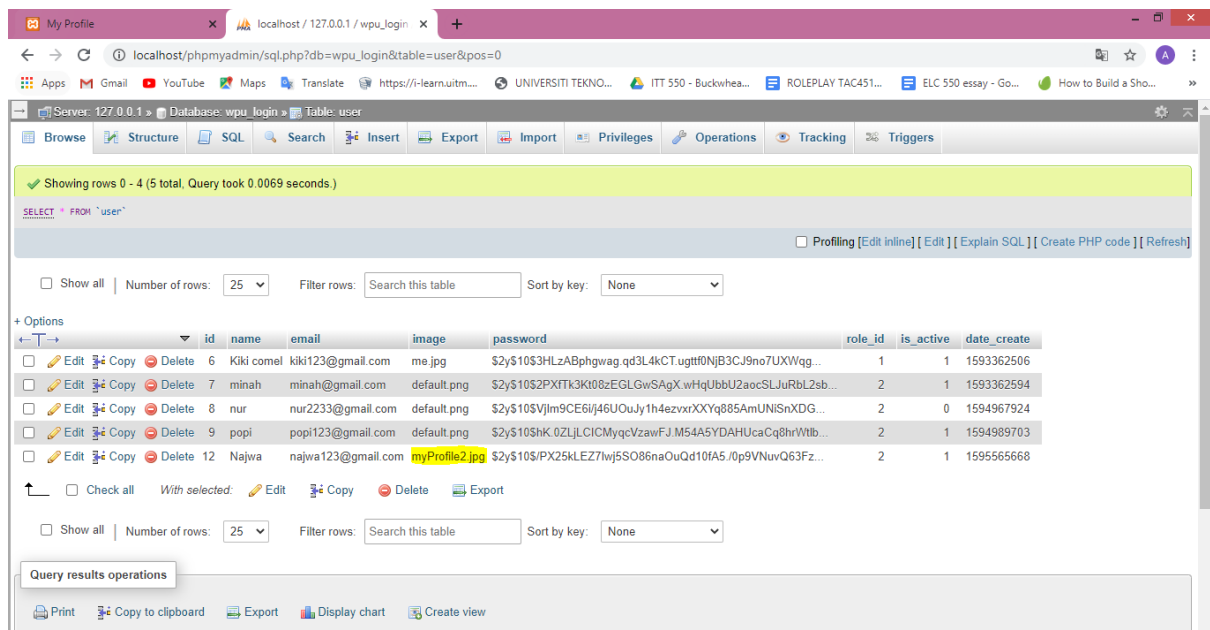 My Profile × localhost / 127.0.0.1 / wpu_login × +
localhost/phpmyadmin/sql.php?db=wpu_login&table=user&pos=0 A
Apps Gmail YouTube Maps Translate https://i-learn.uitm... UNIVERSITI TEKNO... ITT 550 - Buckwhea... ROLEPLAY TAC451... ELC 550 essay - Go... How to Build a Sho... »
Server: 127.0.0.1 » Database: wpu_login » Table: user
Browse Structure SQL Search Insert Export Import Privileges Operations Tracking Triggers
Showing rows 0 - 4 (5 total, Query took 0.0069 seconds.)
SELECT * FROM `user`
Profiling [Edit inline] [ Edit ] [ Explain SQL ] [ Create PHP code ] [ Refresh]
Show all | Number of rows: 25 Filter rows: Search this table Sort by key: None
+ Options
←T→ id name email image password role_id is_active date_create
Edit Copy Delete 6 Kiki comel kiki123@gmail.com me.jpg $2y$10$3HLzABphgwag.qd3L4kCT.ugttf0NjB3CJ9no7UXWqg... 1 1 1593362506
Edit Copy Delete 7 minah minah@gmail.com default.png $2y$10$2PXfTk3Kt08zEGLGwSAgX.wHqUbbU2aocSLJuRbL2sb... 2 1 1593362594
Edit Copy Delete 8 nur nur2233@gmail.com default.png $2y$10$VjIm9CE6i/j46UOuJy1h4ezvxrXXYq885AmUNiSnXDG... 2 0 1594967924
Edit Copy Delete 9 popi popi123@gmail.com default.png $2y$10$hK.0ZLjLCICMyqcVzawFJ.M54A5YDAHUcaCq8hrWtlb... 2 1 1594989703
Edit Copy Delete 12 Najwa najwa123@gmail.com myProfile2.jpg $2y$10$/PX25kLEZ7Iwj5SO86naOuQd10fA5./0p9VNuvQ63Fz... 2 1 1595565668
Check all With selected: Edit Copy Delete Export
Show all | Number of rows: 25 Filter rows: Search this table Sort by key: None
Query results operations
Print Copy to clipboard Export Display chart Create view